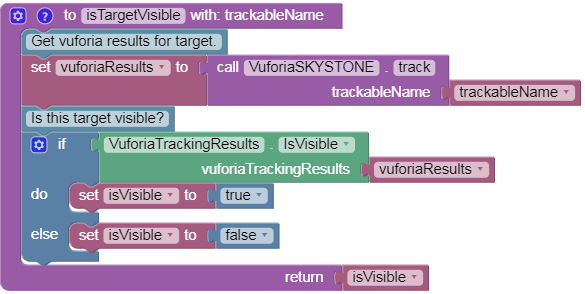 ? to isTargetVisible with: trackableName
Get vuforia results for target.
set vuforiaResults to call VuforiaSKYSTONE . track
trackableName trackableName
Is this target visible?
if VuforiaTrackingResults . IsVisible
vuforiaTrackingResults vuforiaResults
do set isVisible to true
else set isVisible to false
return isVisible